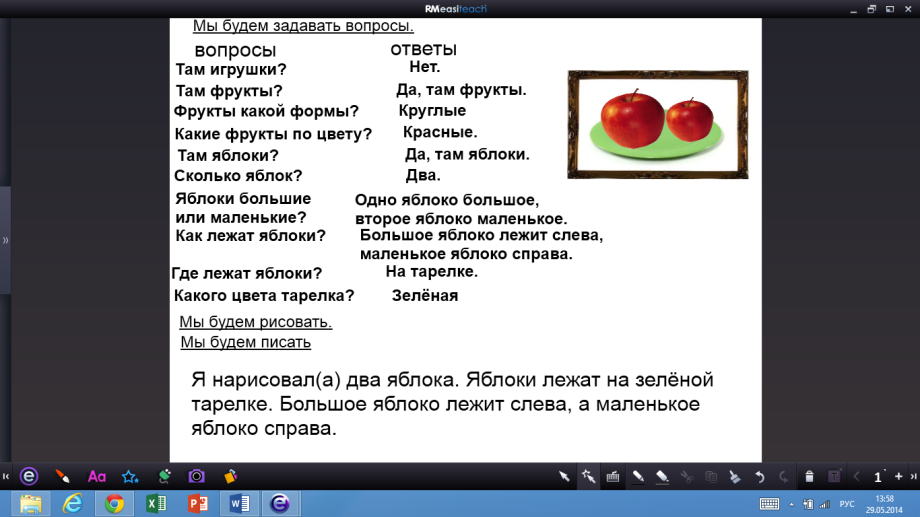 RMeasiteach
Мы будем задавать вопросы.
вопросы ответы
Там игрушки? Нет.
Там фрукты? Да, там фрукты.
Фрукты какой формы? Круглые
Какие фрукты по цвету? Красные.
Там яблоки? Да, там яблоки.
Сколько яблок? Два.
Яблоки большие Одно яблоко большое,
или маленькие? второе яблоко маленькое.
Как лежат яблоки? Большое яблоко лежит слева,
маленькое яблоко справа.
Где лежат яблоки? На тарелке.
Какого цвета тарелка? Зелёная
Мы будем рисовать.
Мы будем писать
Я нарисовал(а) два яблока. Яблоки лежат на зелёной
тарелке. Большое яблоко лежит слева, а маленькое
яблоко справа.
Aa
1
РУС
13:58
29.05.2014